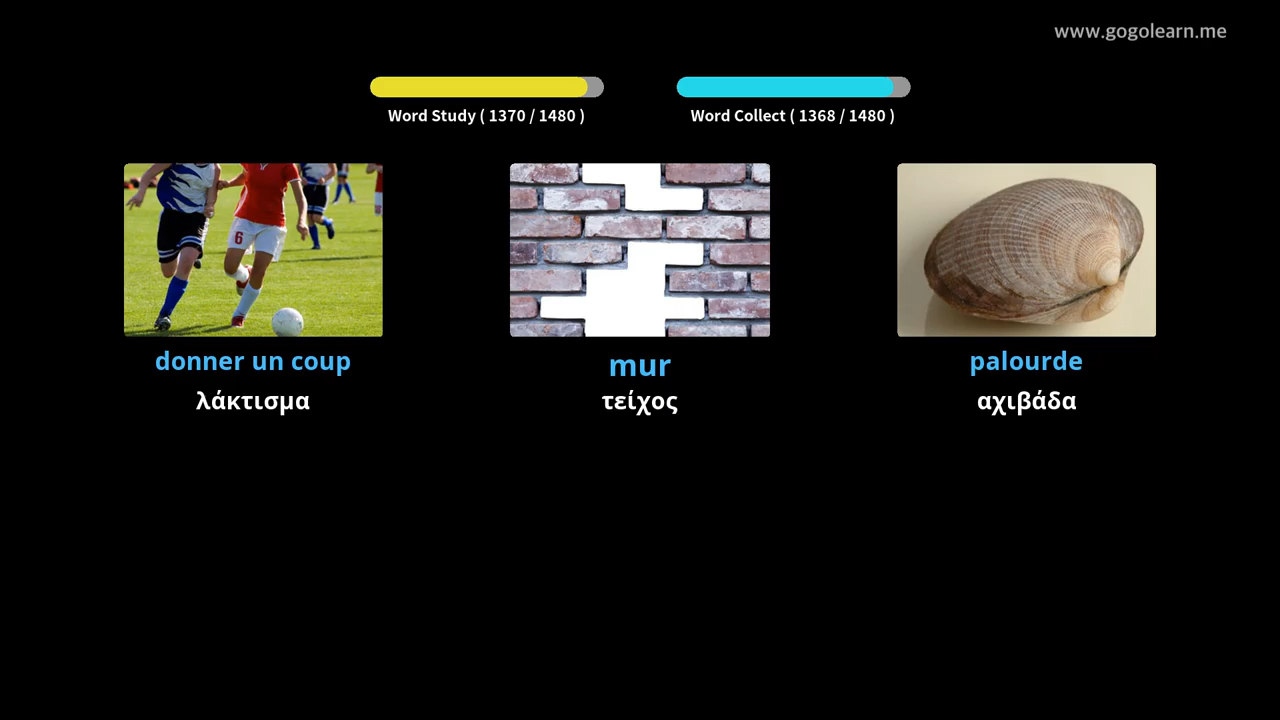 www.gogolearn.me
Word Study ( 1370 / 1480 )
Word Collect ( 1368 / 1480 )
6
donner un coup
mur
palourde
λάκτισμα
τείχος
αχιβάδα